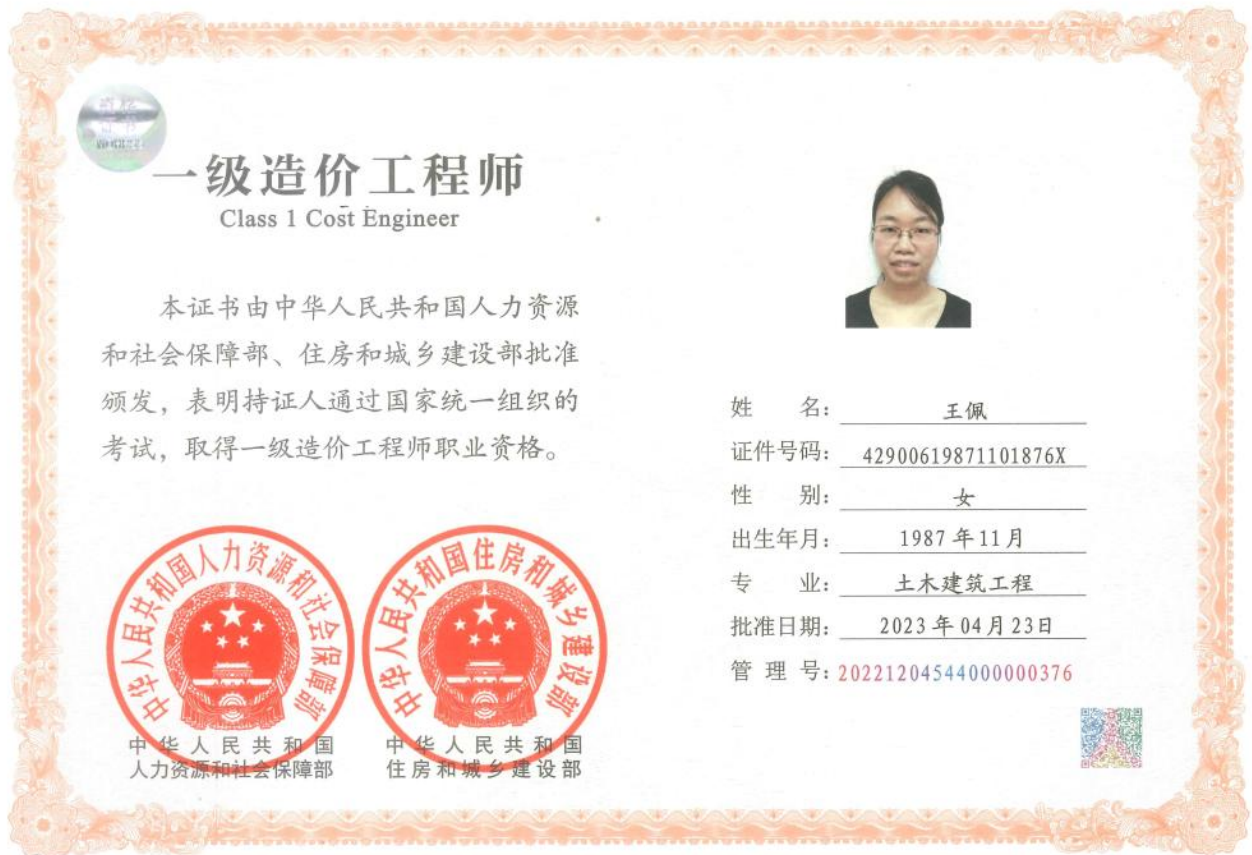 一级造价工程师
Class 1 Cost Engineer
本证书由中华人民共和国人力资源
和社会保障部、住房和城乡建设部批准
颁发，表明持证人通过国家统一组织的
考试，取得一级造价工程师职业资格。
中华人民共和国人力资源和社会保障部
中华人民共和国住房和城乡建设部
中华人民共和国
人力资源和社会保障部
中华人民共和国
住房和城乡建设部
姓 名： 王佩
证件号码： 42900619871101876X
性 别： 女
出生年月： 1987年11月
专 业： 土木建筑工程
批准日期： 2023年04月23日
管 理 号： 20221204544000000376